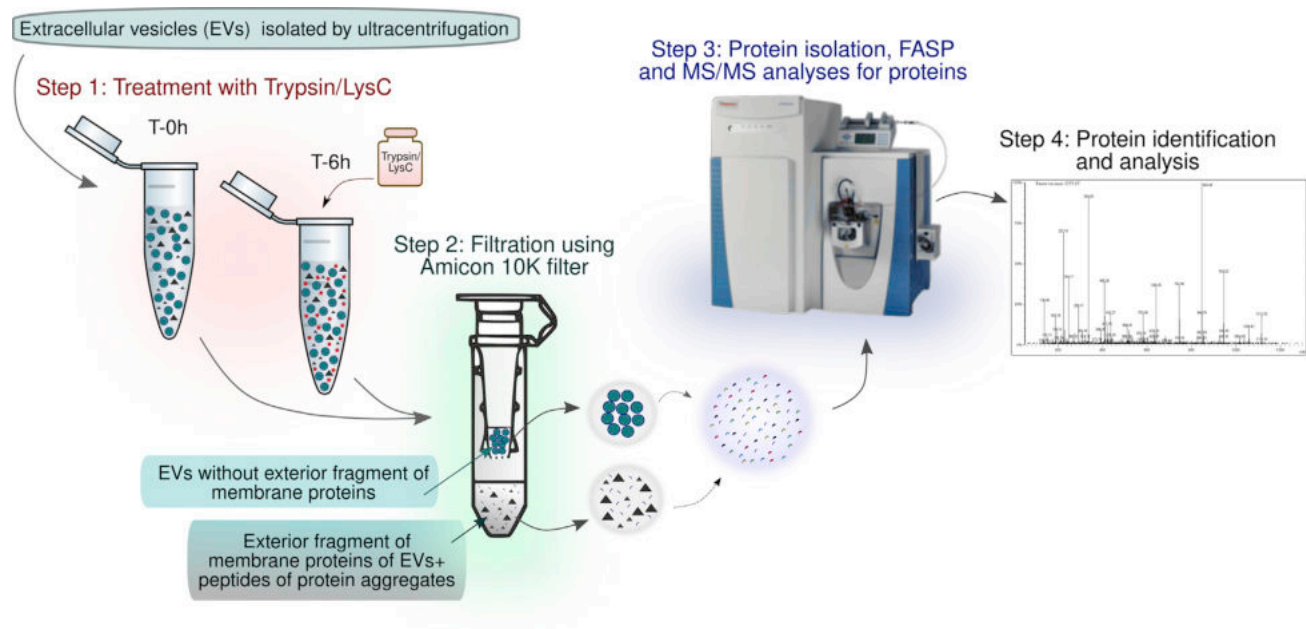 Extracellular vesicles (EVs) isolated by ultracentrifugation
Step 1: Treatment with Trypsin/LysC
T-0h
T-6h
Trypsin/
LysC
Step 2: Filtration using
Amicon 10K filter
EVs without exterior fragment of
membrane proteins
Exterior fragment of
membrane proteins of EVs+
peptides of protein aggregates
Step 3: Protein isolation, FASP
and MS/MS analyses for proteins
Step 4: Protein identification
and analysis